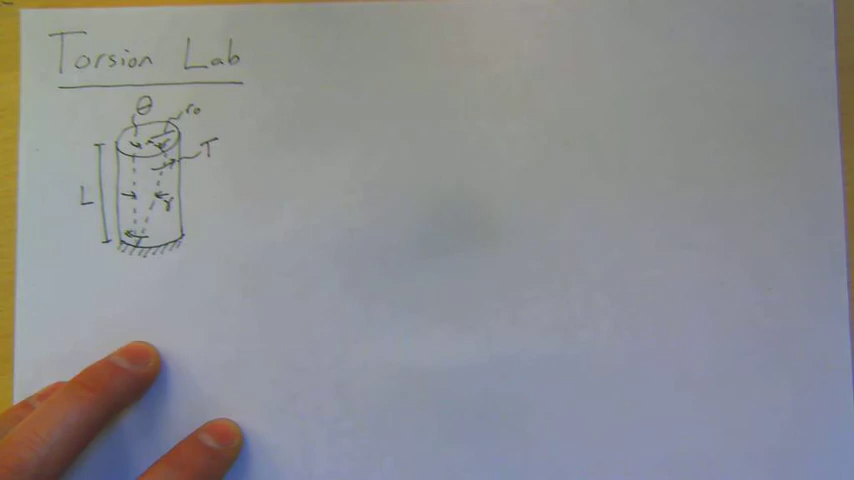 Torsion Lab
θ r₀
T
L
γ